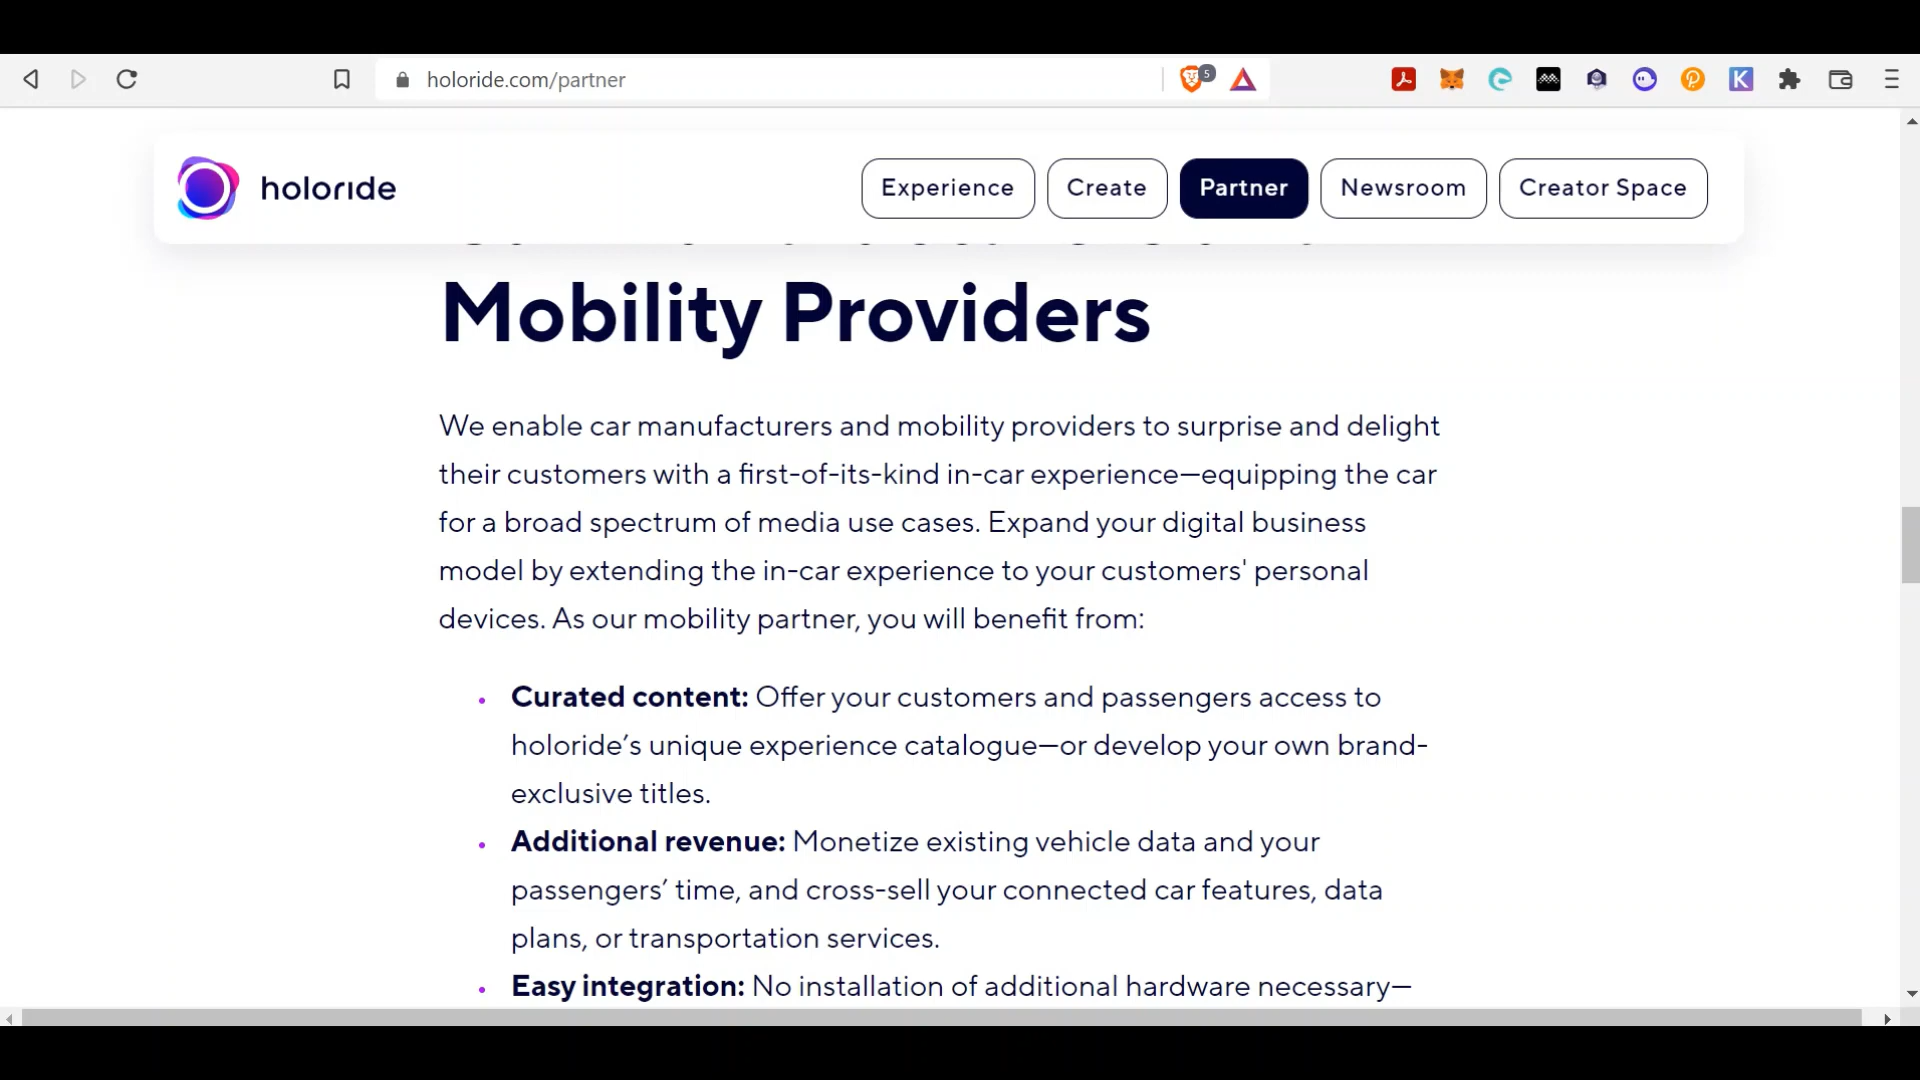 holoride.com/partner
5
K
holoride
Experience
Create
Partner
Newsroom
Creator Space
Mobility Providers
We enable car manufacturers and mobility providers to surprise and delight
their customers with a first-of-its-kind in-car experience—equipping the car
for a broad spectrum of media use cases. Expand your digital business
model by extending the in-car experience to your customers' personal
devices. As our mobility partner, you will benefit from:
• Curated content: Offer your customers and passengers access to
holoride’s unique experience catalogue—or develop your own brand-
exclusive titles.
• Additional revenue: Monetize existing vehicle data and your
passengers’ time, and cross-sell your connected car features, data
plans, or transportation services.
• Easy integration: No installation of additional hardware necessary—